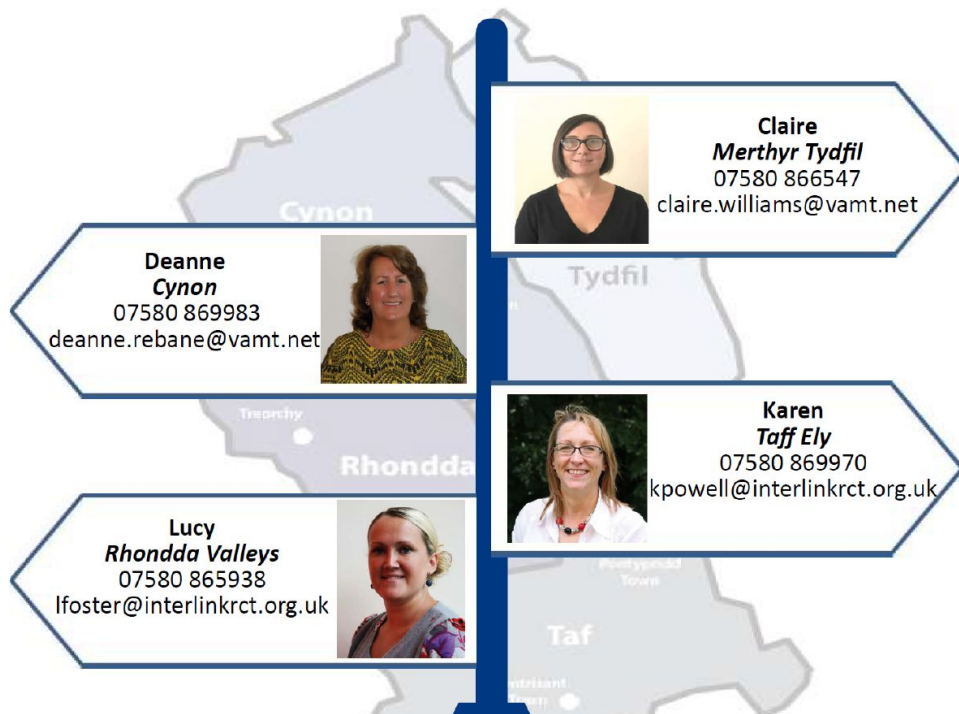 Claire
Merthyr Tydfil
07580 866547
claire.williams@vamt.net
Cynon
Deanne
Cynon
07580 869983
deanne.rebane@vamt.net
Tydfil
Treorchy
Rhondda
Karen
Taff Ely
07580 869970
kpowell@interlinkrct.org.uk
Lucy
Rhondda Valleys
07580 865938
lfoster@interlinkrct.org.uk
Town
Taf
Town